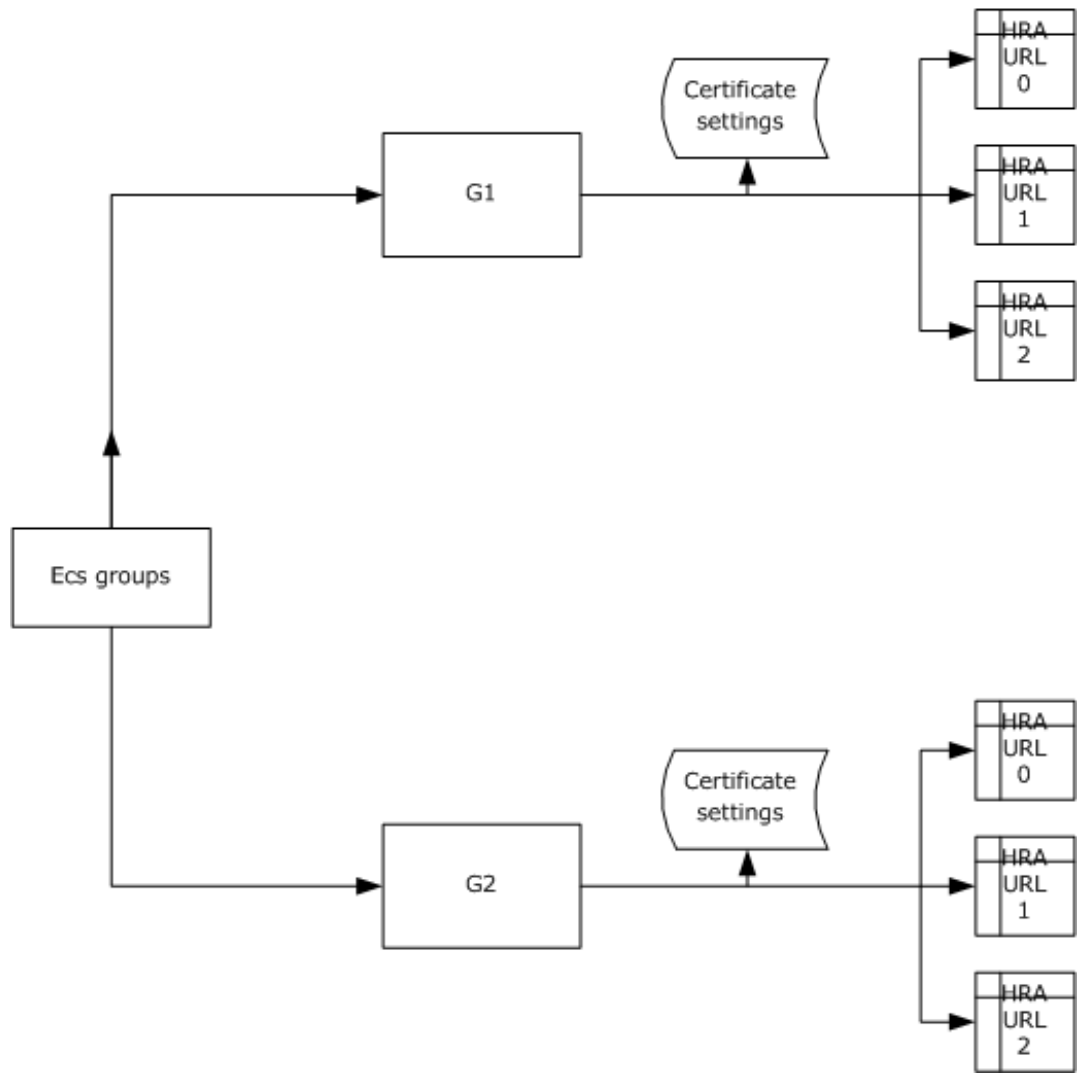 HRA
URL
0
Certificate
settings
HRA
URL
1
G1
HRA
URL
2
Ecs groups
HRA
URL
0
Certificate
settings
HRA
URL
1
G2
HRA
URL
2